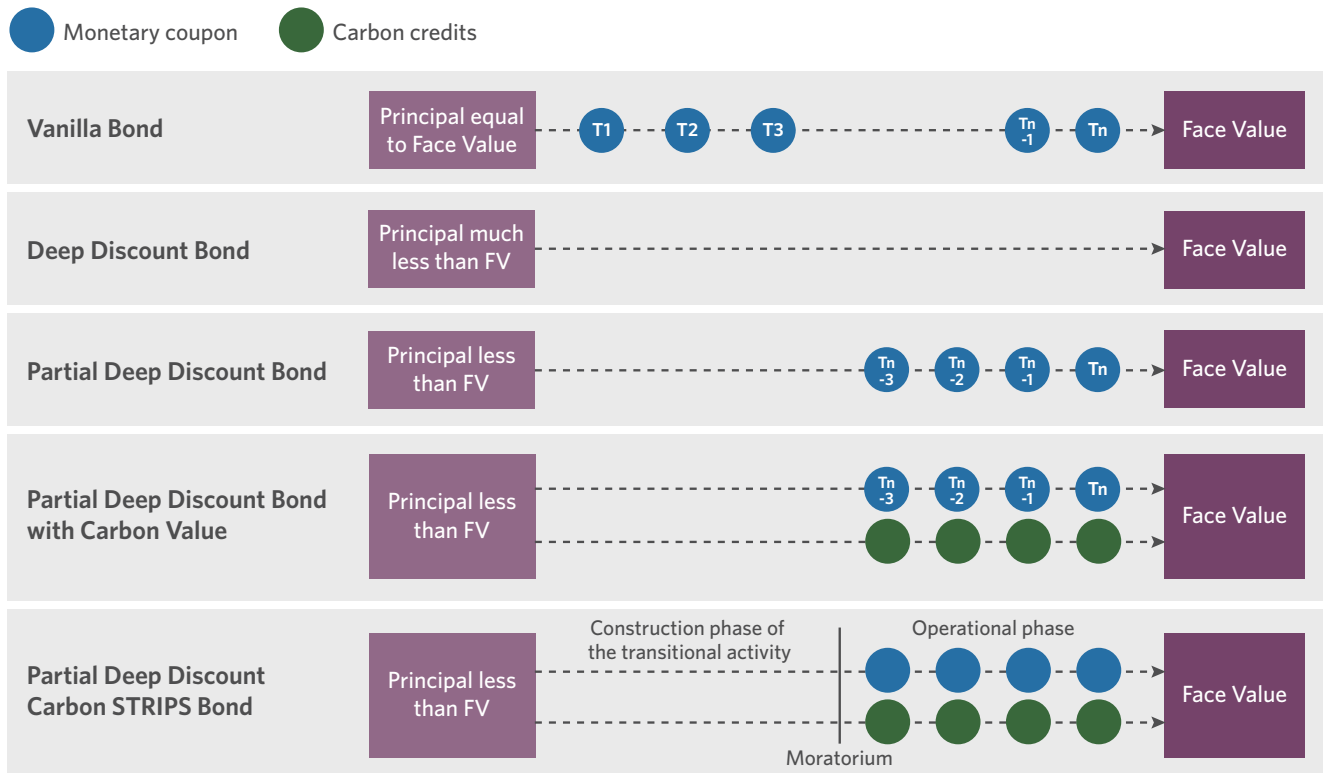 Monetary coupon
Carbon credits
Vanilla Bond
Principal equal
to Face Value
T1
T2
T3
Tn
-1
Tn
Face Value
Deep Discount Bond
Principal much
less than FV
Face Value
Partial Deep Discount Bond
Principal less
than FV
Tn
-3
Tn
-2
Tn
-1
Tn
Face Value
Partial Deep Discount Bond
with Carbon Value
Principal less
than FV
Tn
-3
Tn
-2
Tn
-1
Tn
Face Value
Partial Deep Discount
Carbon STRIPS Bond
Principal less
than FV
Construction phase of
the transitional activity
Operational phase
Moratorium
Face Value